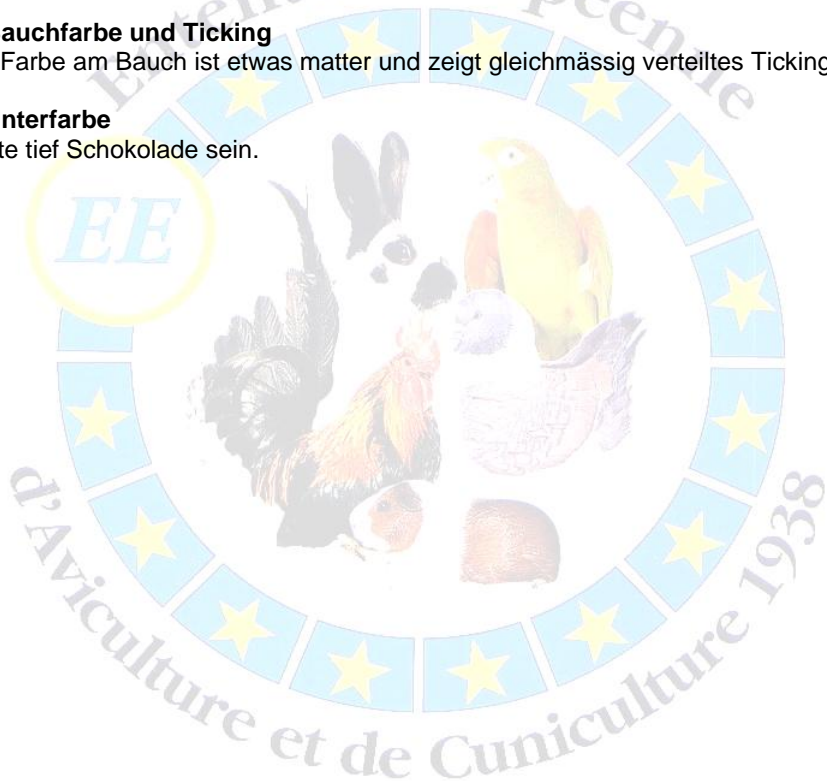 auchfarbe und Ticking
Farbe am Bauch ist etwas matter und zeigt gleichmässig verteiltes Ticking
nterfarbe
te tief Schokolade sein.
EE
d'Aviculture et de Cuniculture 1938